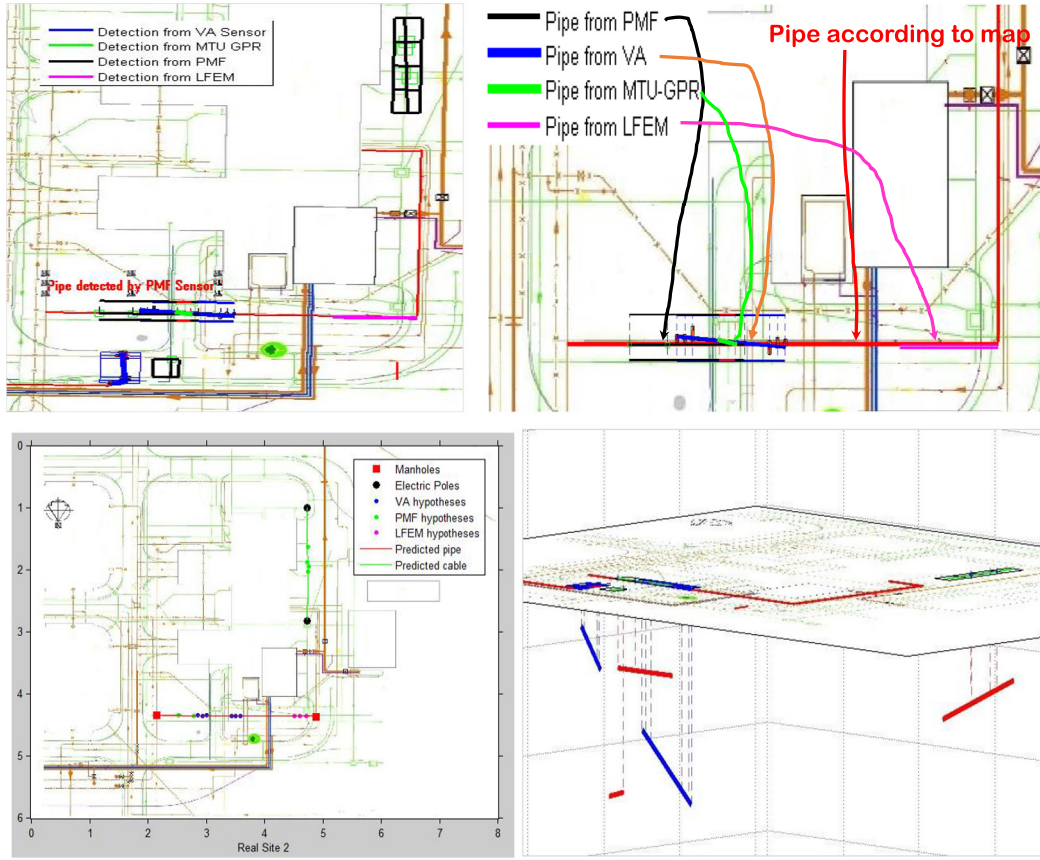 Detection from VA Sensor
Detection from MTU GPR
Detection from PMF
Detection from LFEM
Pipe detected by PMF Sensor
Pipe from PMF
Pipe from VA
Pipe from MTU-GPR
Pipe from LFEM
Pipe according to map
0
1
2
3
4
5
6
Manholes
Electric Poles
VA hypotheses
PMF hypotheses
LFEM hypotheses
Predicted pipe
Predicted cable
0 1 2 3 4 5 6 7 8
Real Site 2